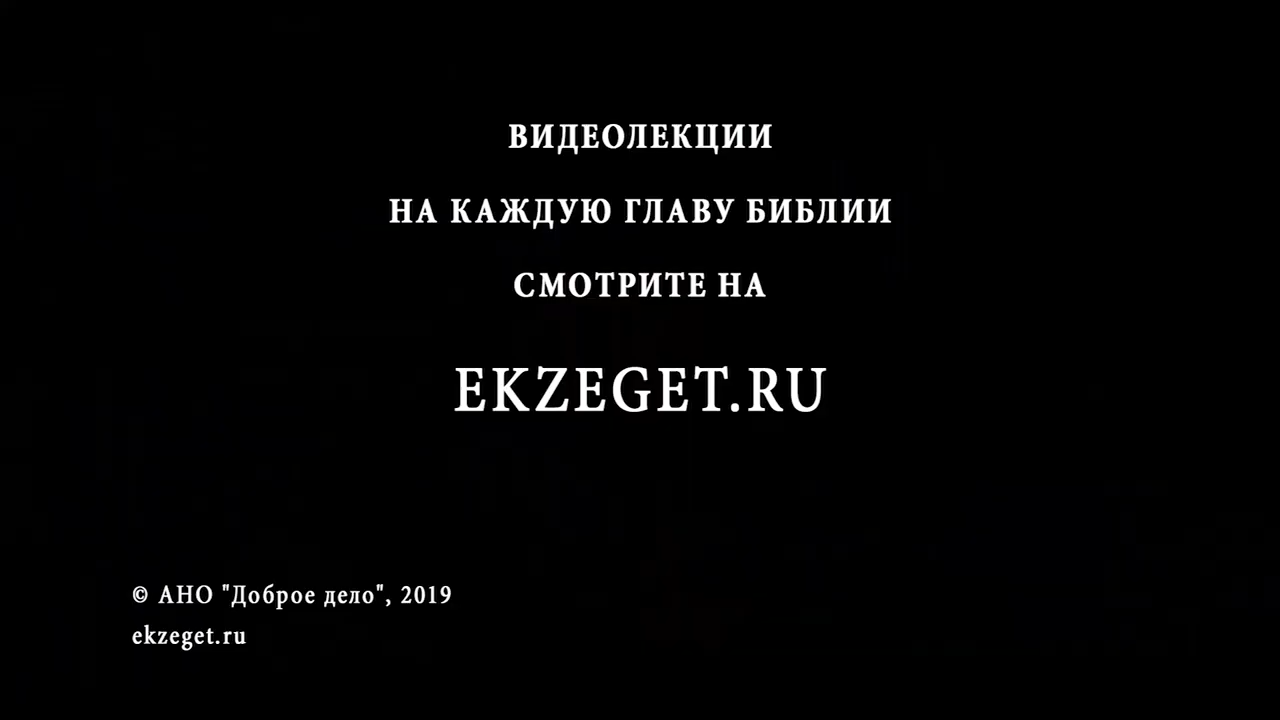 ВИДЕОЛЕКЦИИ
НА КАЖДУЮ ГЛАВУ БИБЛИИ
СМОТРИТЕ НА
EKZEGET.RU
© АНО "Доброе дело", 2019
ekzeget.ru